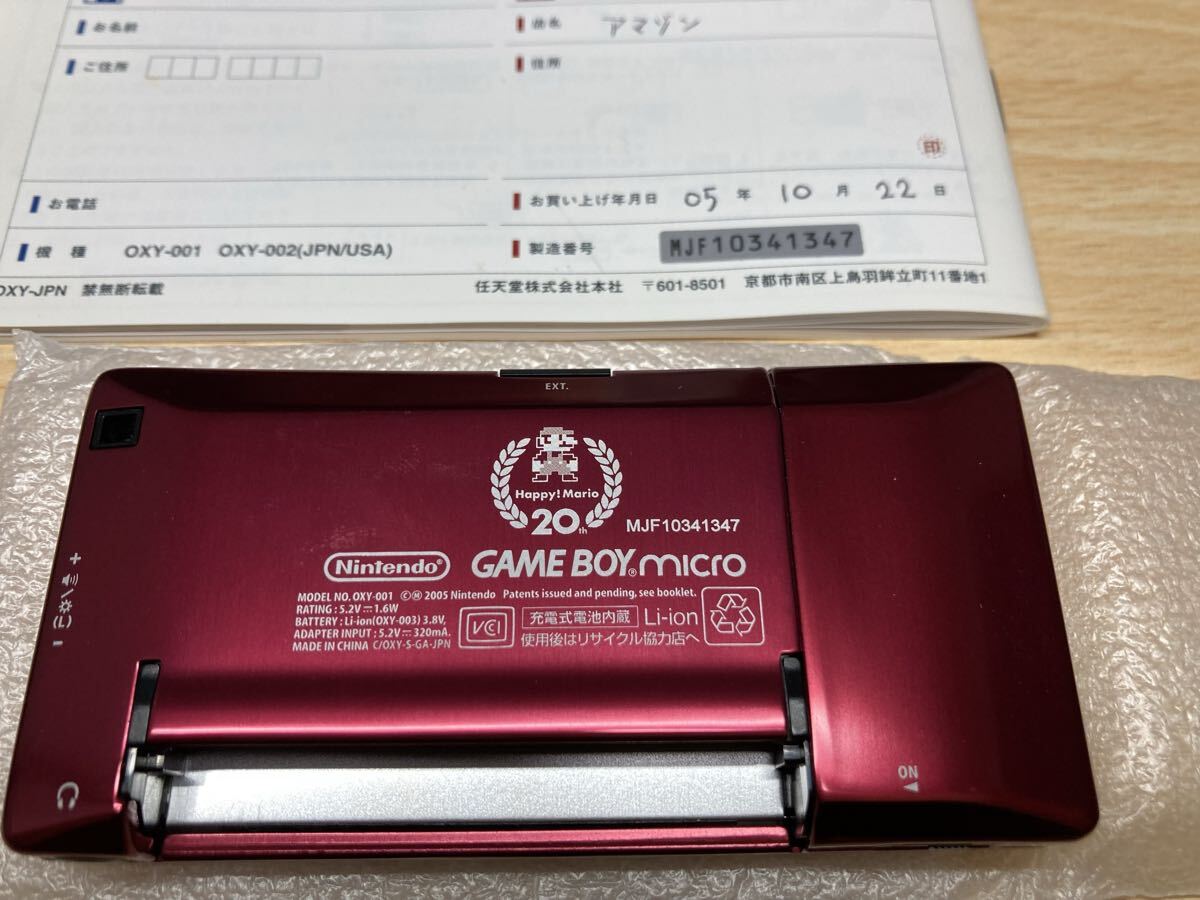 お名前
店名 アマゾン
ご住所
住所
印
お電話
お買い上げ年月日 05 年 10 月 22 日
機 種 OXY-001 OXY-002(JPN/USA)
製造番号 MJF10341347
OXY-JPN 禁無断転載
任天堂株式会社本社 〒601-8501 京都市南区上鳥羽鉾立町11番地1
EXT.
Happy! Mario
20th
MJF10341347
Nintendo® GAME BOY® micro
MODEL NO. OXY-001 ©Ⓜ 2005 Nintendo Patents issued and pending, see booklet.
RATING : 5.2V⎓1.6W
BATTERY : Li-ion(OXY-003) 3.8V,
ADAPTER INPUT : 5.2V⎓320mA.
MADE IN CHINA C/OXY-S-GA-JPN
VCI
充電式電池内蔵 Li-ion
使用後はリサイクル協力店へ
ON